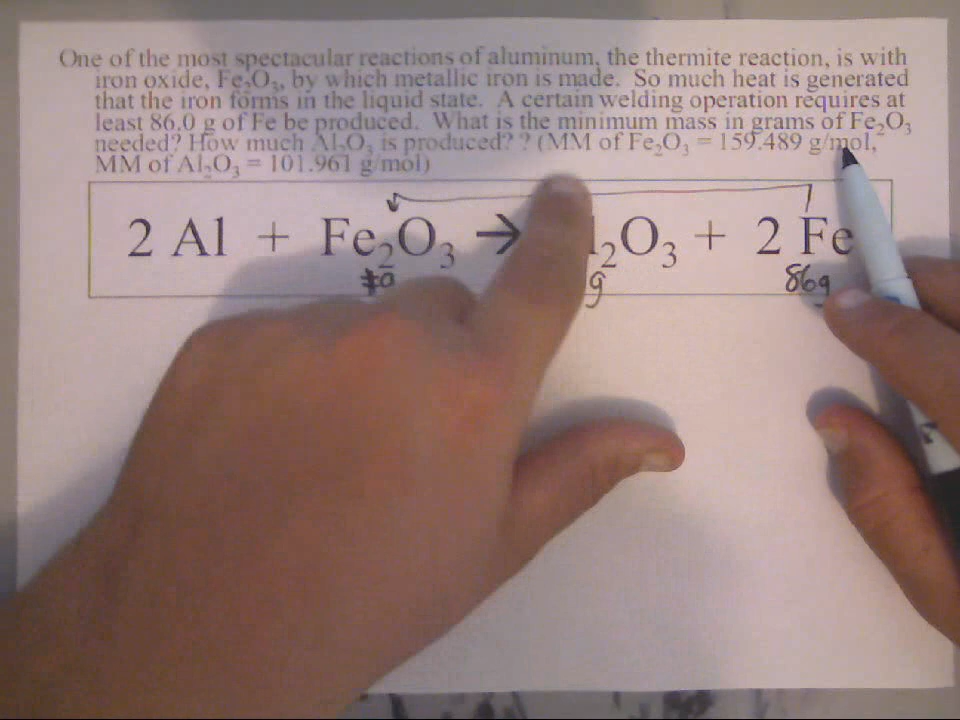 One of the most spectacular reactions of aluminum, the thermite reaction, is with
iron oxide, Fe₂O₃, by which metallic iron is made. So much heat is generated
that the iron forms in the liquid state. A certain welding operation requires at
least 86.0 g of Fe be produced. What is the minimum mass in grams of Fe₂O₃
needed? How much Al₂O₃ is produced? ? (MM of Fe₂O₃ = 159.489 g/mol,
MM of Al₂O₃ = 101.961 g/mol)
2 Al + Fe₂O₃ → l₂O₃ + 2 Fe
g 86g